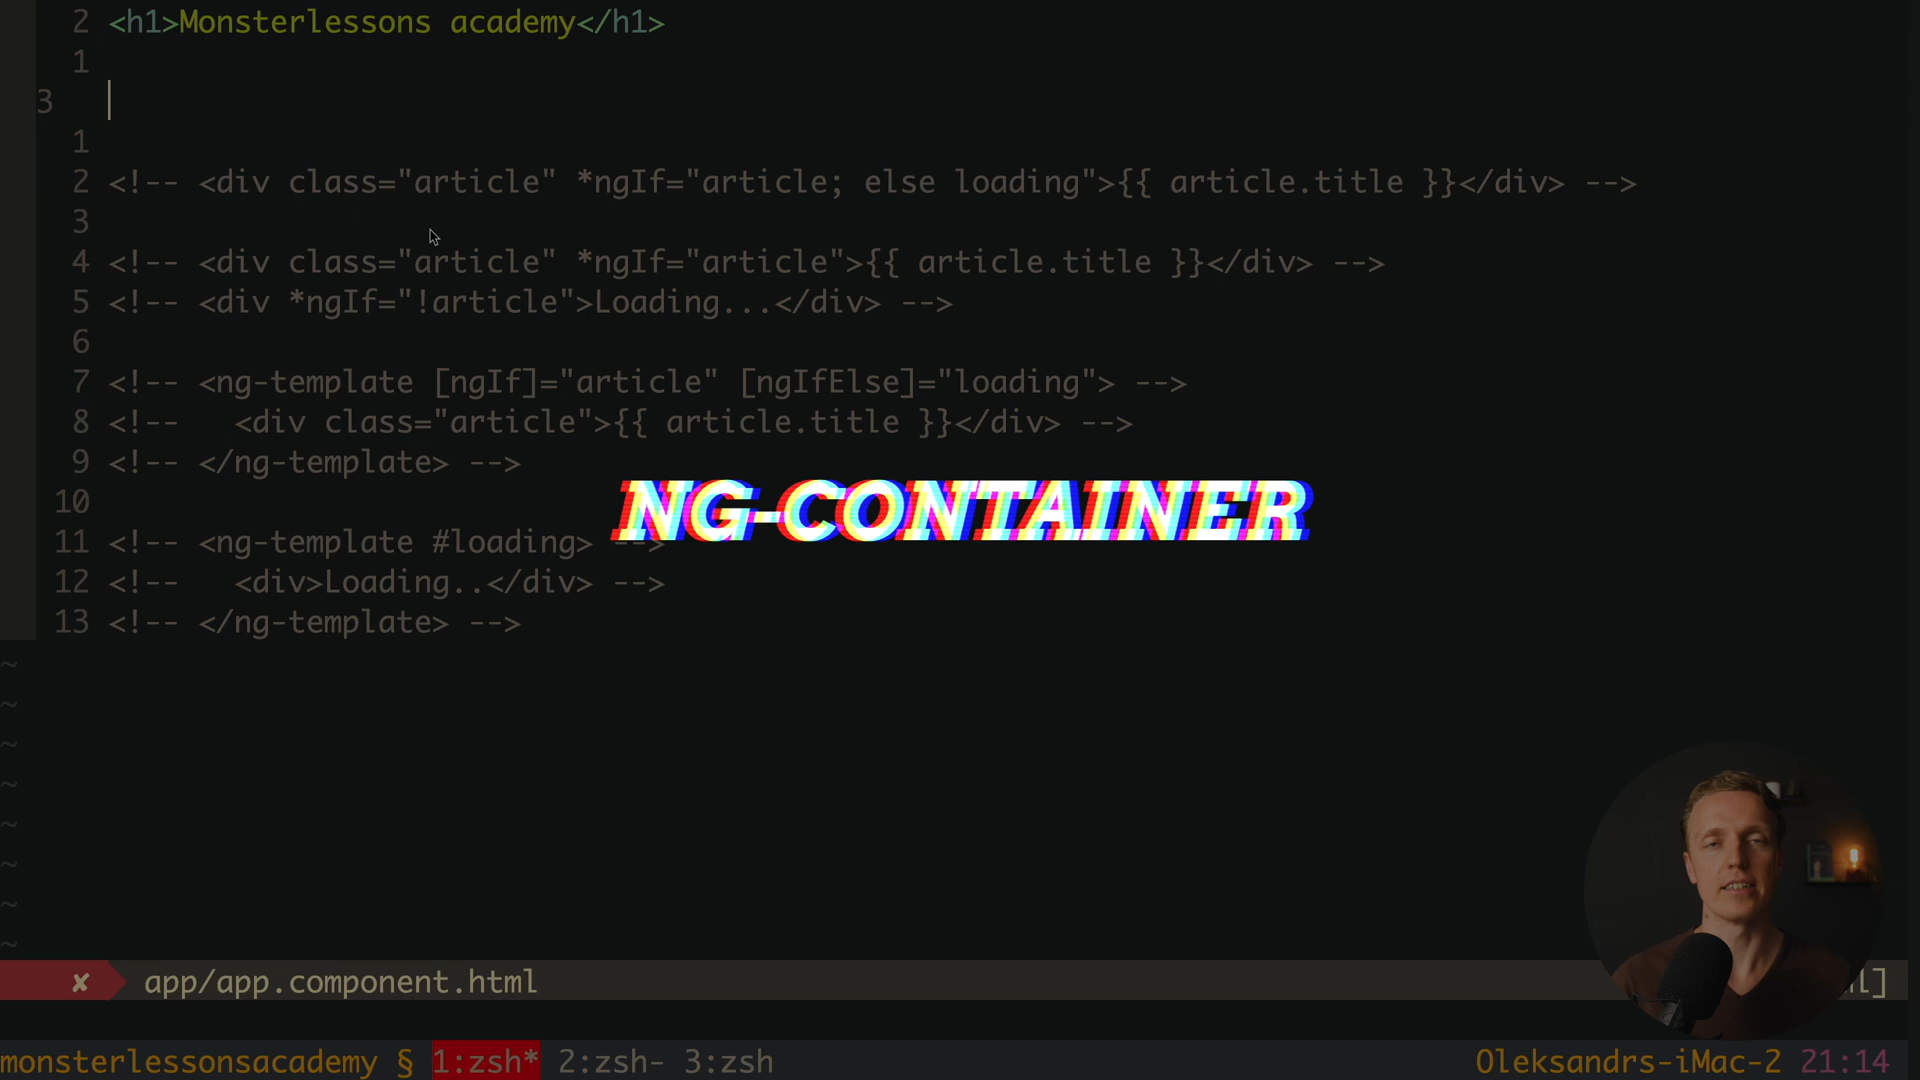 2 <h1>Monsterlessons academy</h1>
1
3
1
2 <!-- <div class="article" *ngIf="article; else loading">{{ article.title }}</div> -->
3
4 <!-- <div class="article" *ngIf="article">{{ article.title }}</div> -->
5 <!-- <div *ngIf="!article">Loading...</div> -->
6
7 <!-- <ng-template [ngIf]="article" [ngIfElse]="loading"> -->
8 <!--   <div class="article">{{ article.title }}</div> -->
9 <!-- </ng-template> -->
10
NG-CONTAINER
11 <!-- <ng-template #loading> -->
12 <!--   <div>Loading..</div> -->
13 <!-- </ng-template> -->
~
~
~
~
~
~
~
~
✘ app/app.component.html l]
monsterlessonsacademy § 1:zsh* 2:zsh- 3:zsh Oleksandrs-iMac-2 21:14